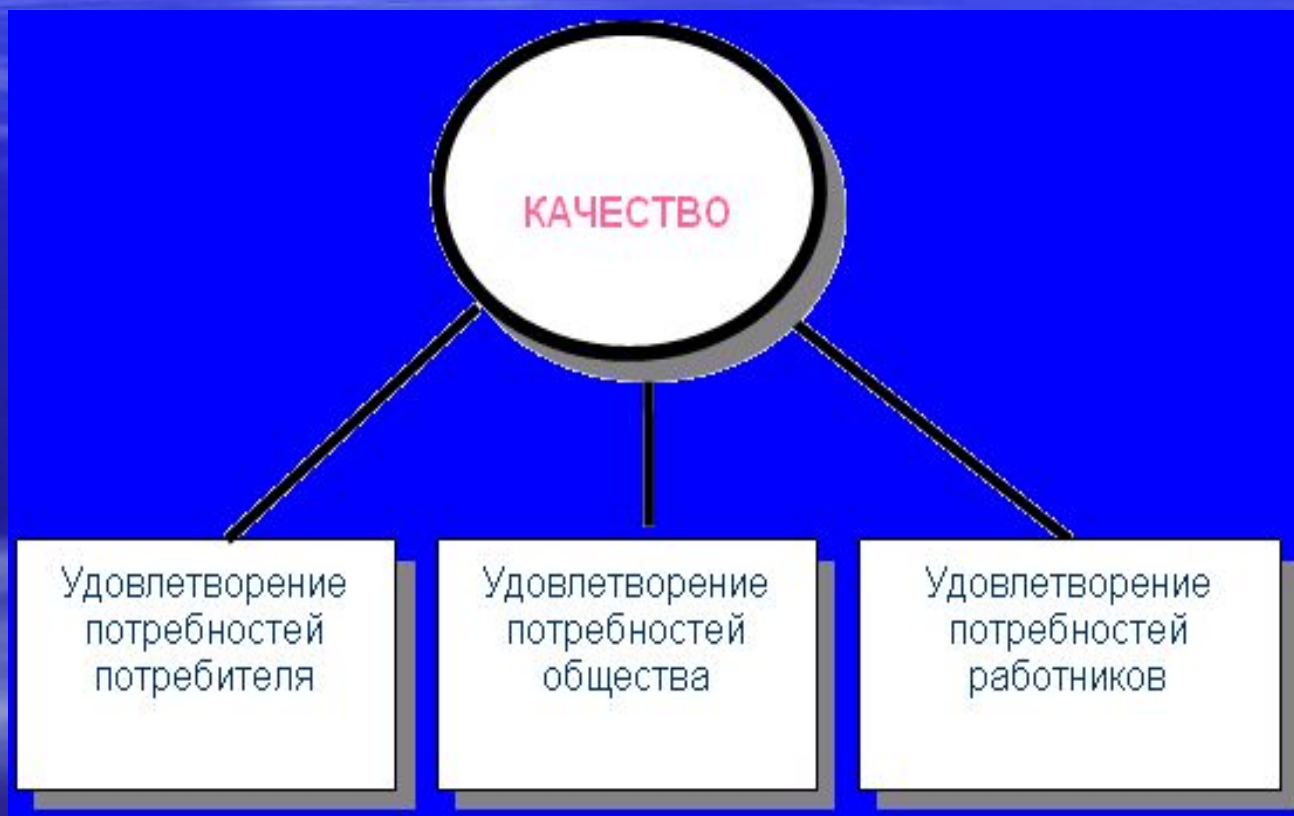 КАЧЕСТВО
Удовлетворение
потребностей
потребителя
Удовлетворение
потребностей
общества
Удовлетворение
потребностей
работников